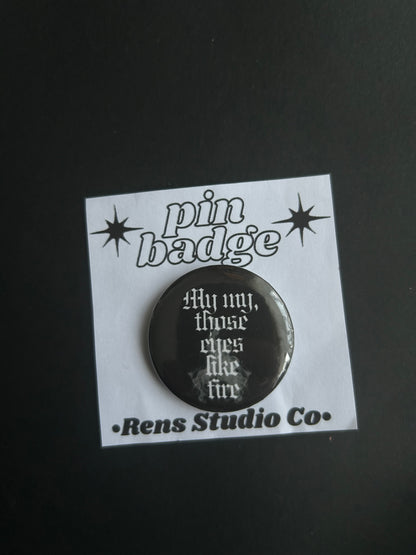 pin
badge
My my,
those
eyes
like
fire
•Rens Studio Co•